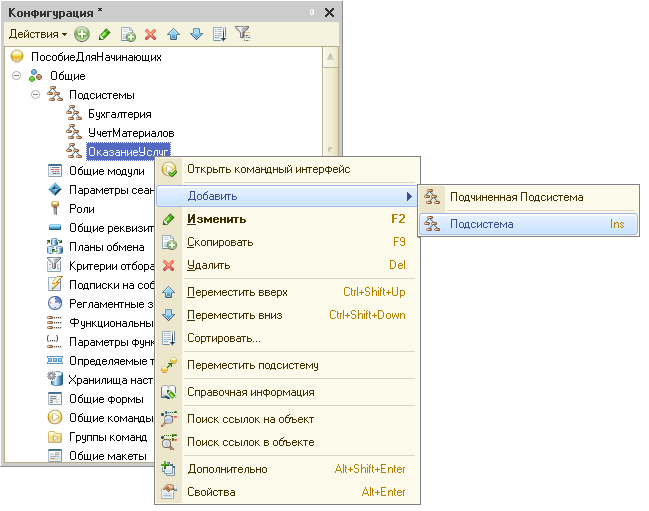 Конфигурация *
Действия
ПособиеДляНачинающих
Общие
Подсистемы
Бухгалтерия
УчетМатериалов
ОказаниеУслуг
Общие модули
Параметры сеан
Роли
Общие реквизит
Планы обмена
Критерии отбора
Подписки на соб
Регламентные з
Функциональны
Параметры функ
Определяемые т
Хранилища наст
Общие формы
Общие команды
Группы команд
Общие макеты
Открыть командный интерфейс
Добавить
Изменить F2
Скопировать F9
Удалить Del
Переместить вверх Ctrl+Shift+Up
Переместить вниз Ctrl+Shift+Down
Сортировать...
Переместить подсистему
Справочная информация
Поиск ссылок на объект
Поиск ссылок в объекте
Дополнительно Alt+Shift+Enter
Свойства Alt+Enter
Подчиненная Подсистема
Подсистема Ins